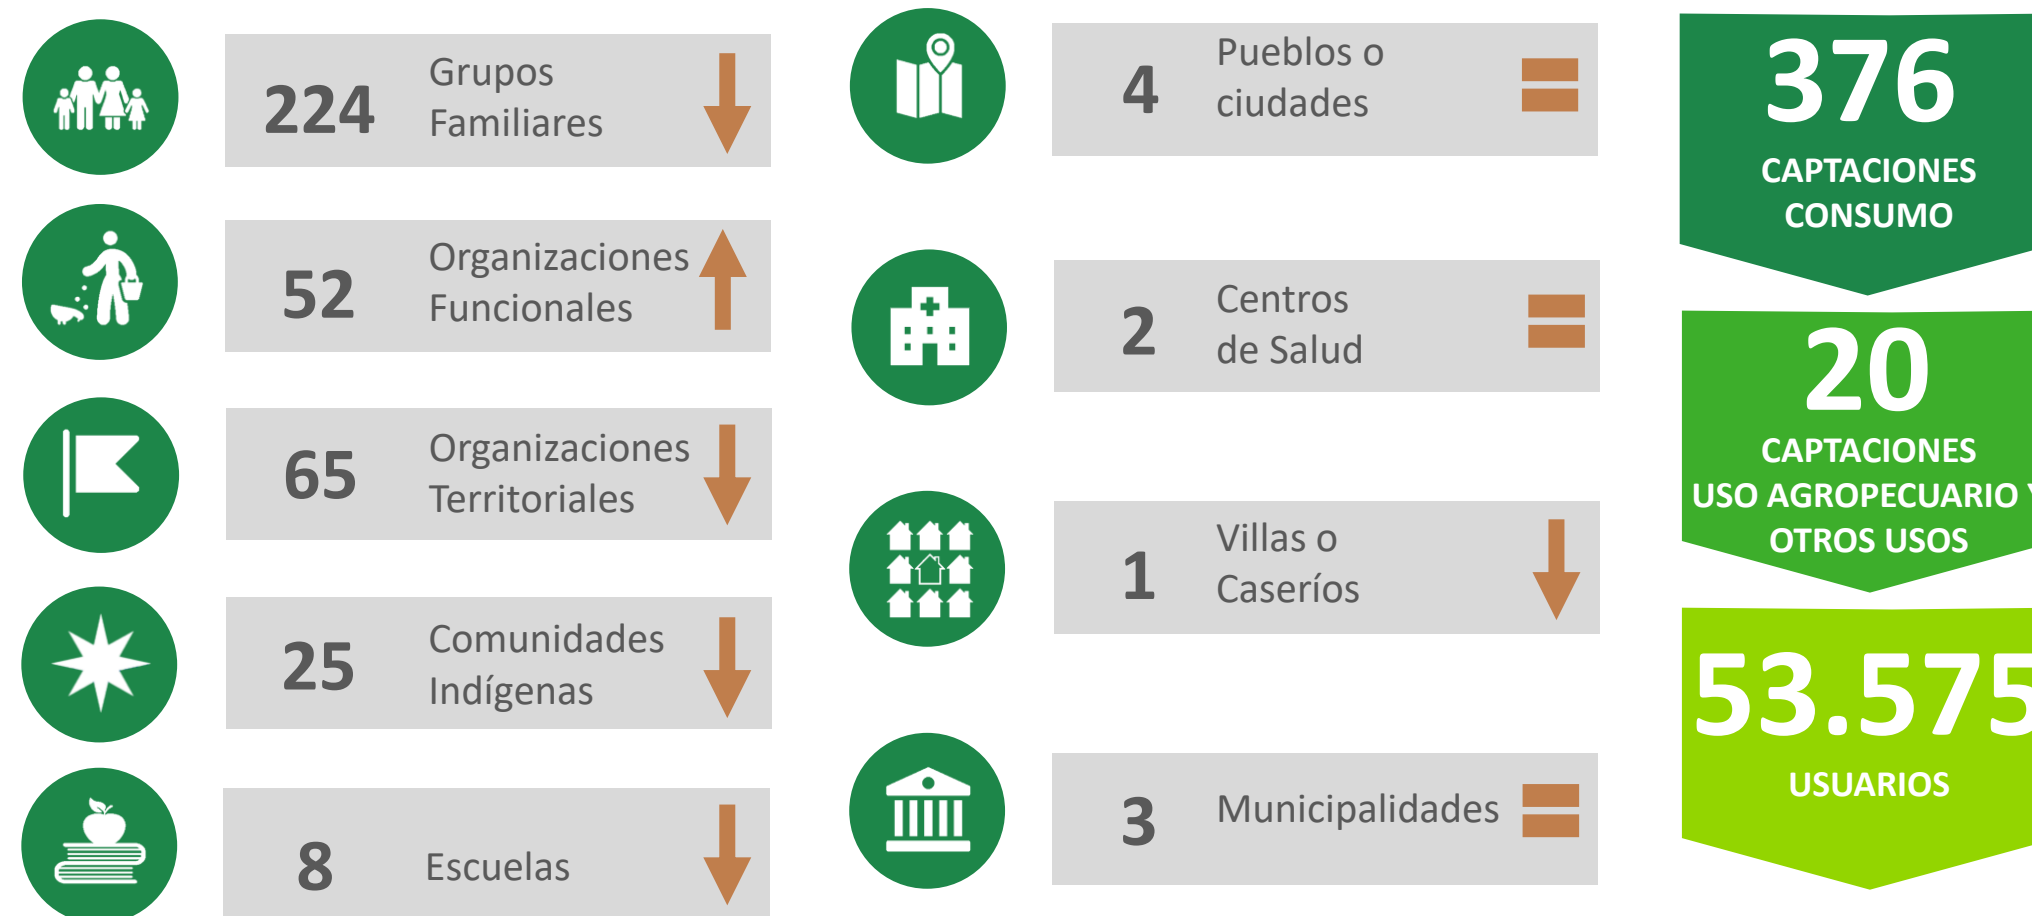 224
Grupos
Familiares
52
Organizaciones
Funcionales
65
Organizaciones
Territoriales
25
Comunidades
Indígenas
8
Escuelas
4
Pueblos o
ciudades
2
Centros
de Salud
1
Villas o
Caseríos
3
Municipalidades
376
CAPTACIONES
CONSUMO
20
CAPTACIONES
USO AGROPECUARIO Y
OTROS USOS
53.575
USUARIOS